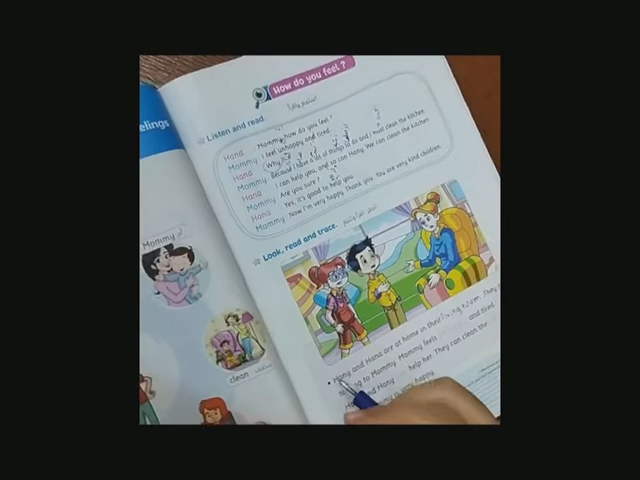 elings
How do you feel?
Listen and read.
Hana Mommy, how do you feel?
Mommy I feel unhappy and tired.
Hana Why?
Mommy Because I have a lot of things to do and I must clean the kitchen.
Hana I can help you, and so can Hany. We can clean the kitchen.
Mommy Are you sure?
Hana Yes, it's good to help you.
Mommy Now I'm very happy. Thank you. You are very kind children.
Mommy
Look, read and trace.
clean
Hany and Hana are at home in their living room. They
to Mommy. Mommy feels and tired.
and Hany help her. They can clean the
happy.